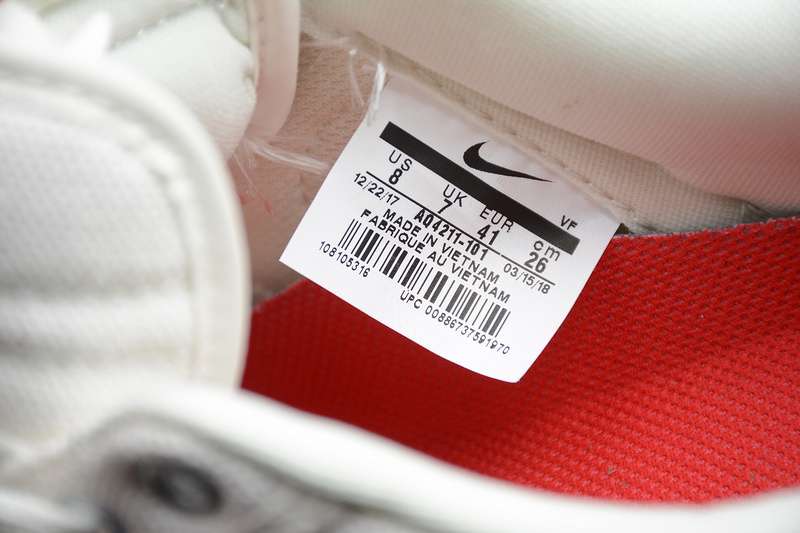 US UK EUR cm VF
8 7 41 26
12/22/17 AO4211-101 03/15/18
MADE IN VIETNAM
FABRIQUE AU VIETNAM
108105316
UPC 00886737591970